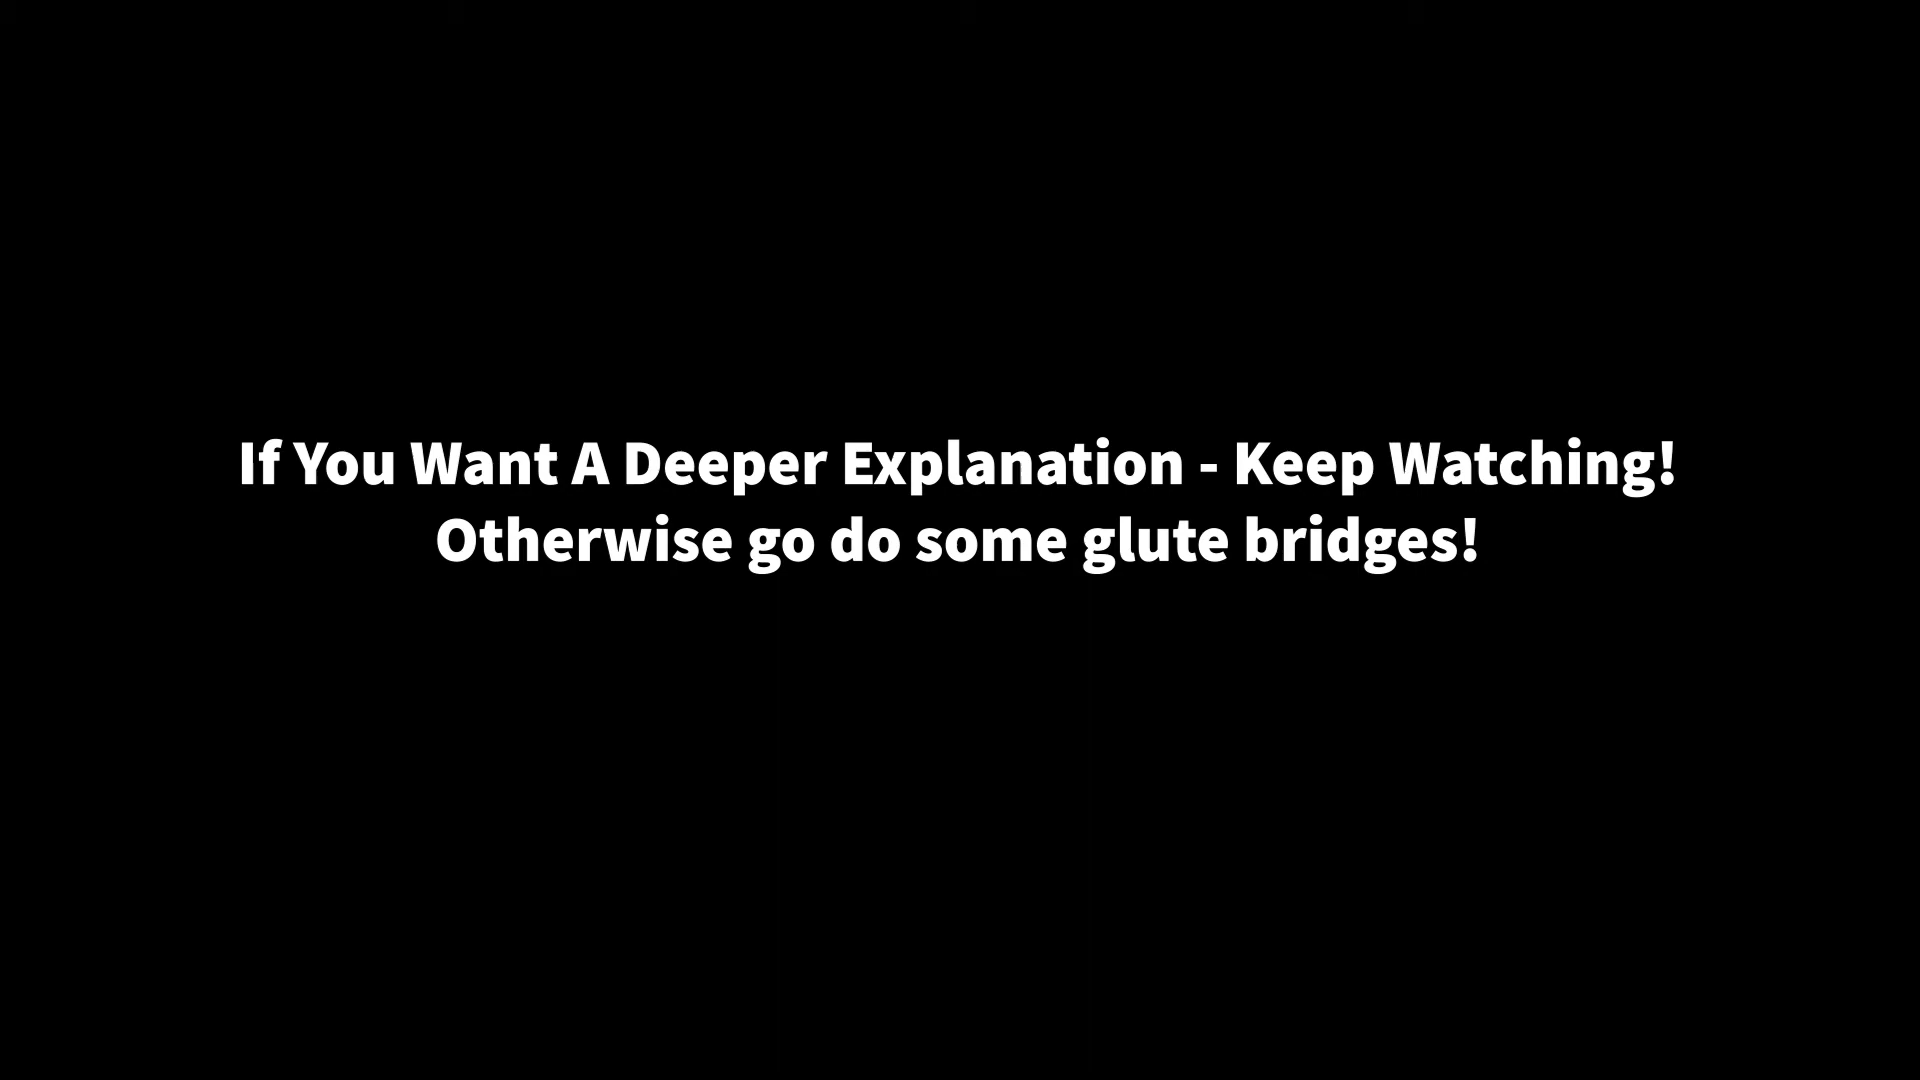 If You Want A Deeper Explanation - Keep Watching!
Otherwise go do some glute bridges!